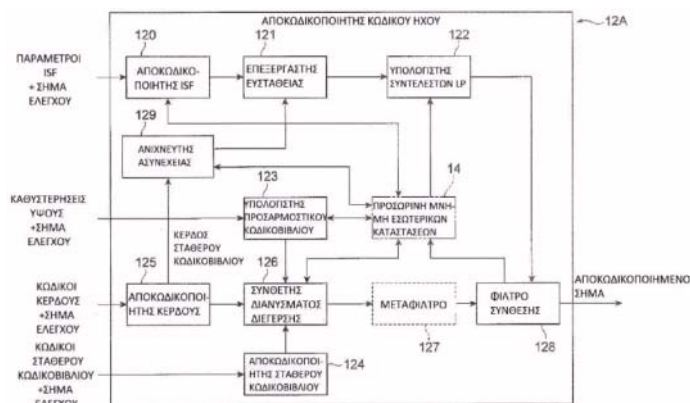 ΑΠΟΚΩΔΙΚΟΠΟΙΗΤΗΣ ΚΩΔΙΚΟΥ ΗΧΟΥ
12A
ΠΑΡΑΜΕΤΡΟΙ
ISF
+ ΣΗΜΑ
ΕΛΕΓΧΟΥ
120
ΑΠΟΚΩΔΙΚΟ-
ΠΟΙΗΤΗΣ ISF
121
ΕΠΕΞΕΡΓΑΣΤΗΣ
ΕΥΣΤΑΘΕΙΑΣ
122
ΥΠΟΛΟΓΙΣΤΗΣ
ΣΥΝΤΕΛΕΣΤΩΝ LP
129
ΑΝΙΧΝΕΥΤΗΣ
ΑΣΥΝΕΧΕΙΑΣ
ΚΑΘΥΣΤΕΡΗΣΕΙΣ
ΥΨΟΥΣ
+ΣΗΜΑ
ΕΛΕΓΧΟΥ
123
ΥΠΟΛΟΓΙΣΤΗΣ
ΠΡΟΣΑΡΜΟΣΤΙΚΟΥ
ΚΩΔΙΚΟΒΙΒΛΙΟΥ
14
ΠΡΟΣΩΡΙΝΗ ΜΝΗ-
ΜΗ ΕΣΩΤΕΡΙΚΩΝ
ΚΑΤΑΣΤΑΣΕΩΝ
ΚΕΡΔΟΣ
ΣΤΑΘΕΡΟΥ
ΚΩΔΙΚΟΒΙΒΛΙΟΥ
ΚΩΔΙΚΟΙ
ΚΕΡΔΟΥΣ
+ΣΗΜΑ
ΕΛΕΓΧΟΥ
125
ΑΠΟΚΩΔΙΚΟΠΟΙ-
ΗΤΗΣ ΚΕΡΔΟΥΣ
126
ΣΥΝΘΕΤΗΣ
ΔΙΑΝΥΣΜΑΤΟΣ
ΔΙΕΓΕΡΣΗΣ
ΜΕΤΑΦΙΛΤΡΟ
127
ΦΙΛΤΡΟ
ΣΥΝΘΕΣΗΣ
128
ΑΠΟΚΩΔΙΚΟΠΟΙΗΜΕΝΟ
ΣΗΜΑ
ΚΩΔΙΚΟΙ
ΣΤΑΘΕΡΟΥ
ΚΩΔΙΚΟΒΙΒΛΙΟΥ
+ΣΗΜΑ
ΕΛΕΓΧΟΥ
ΑΠΟΚΩΔΙΚΟΠΟΙ-
ΗΤΗΣ ΣΤΑΘΕΡΟΥ
ΚΩΔΙΚΟΒΙΒΛΙΟΥ
124